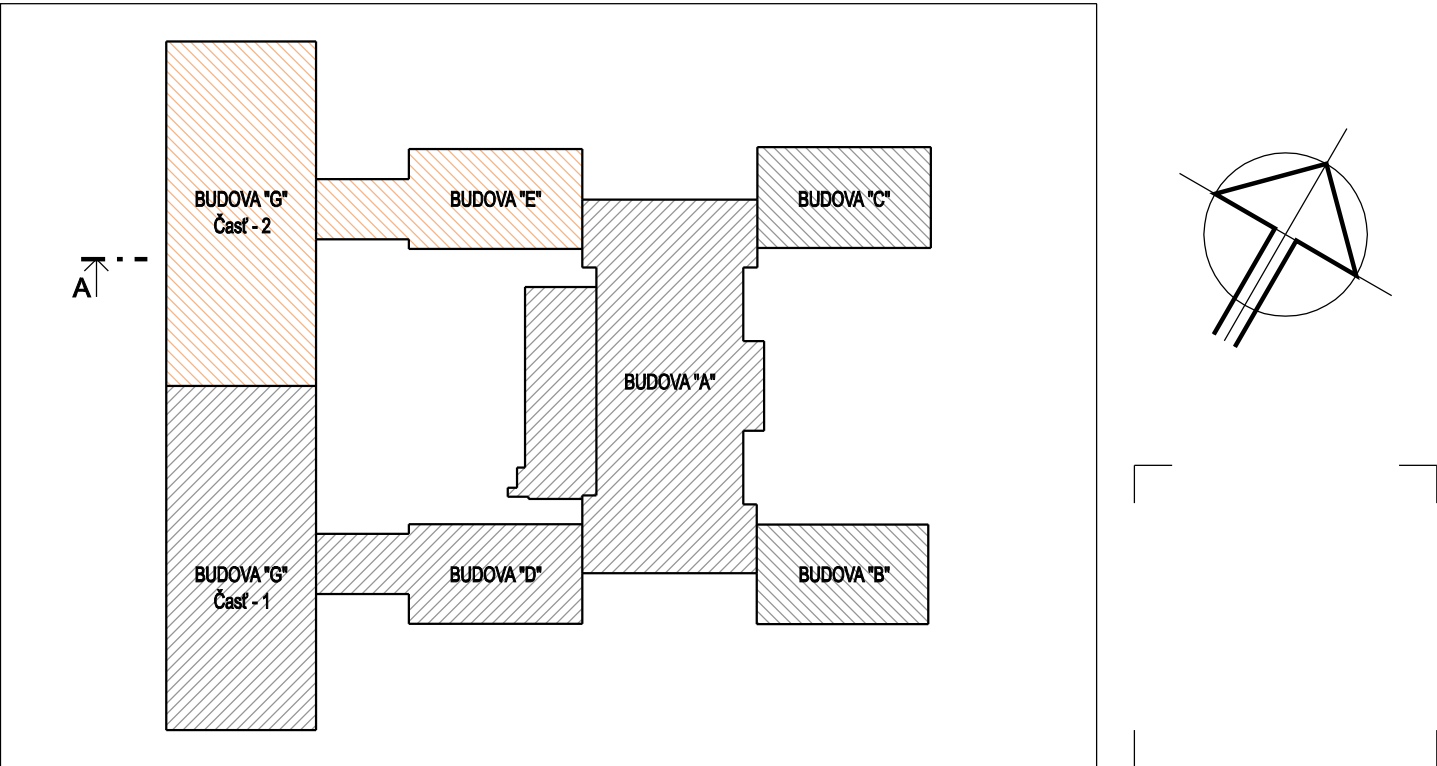 BUDOVA "G"
Časť - 2
BUDOVA "E"
BUDOVA "C"
A
BUDOVA "A"
BUDOVA "G"
Časť - 1
BUDOVA "D"
BUDOVA "B"